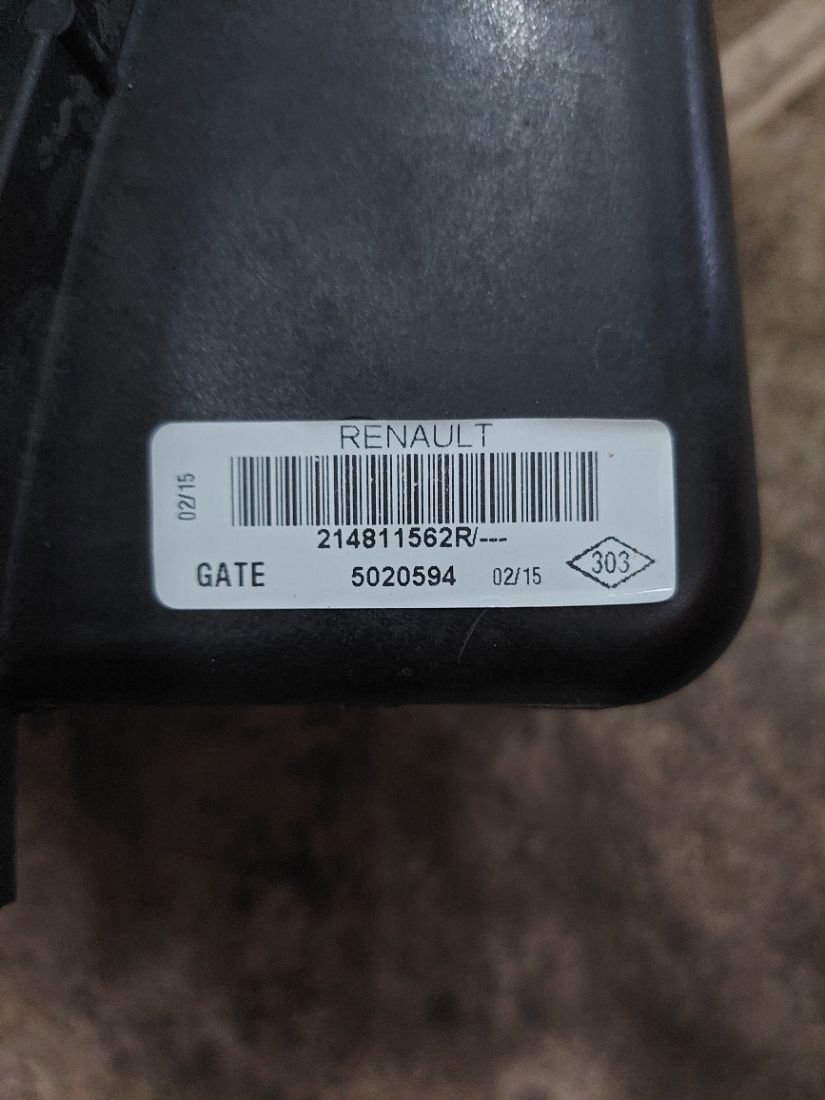 RENAULT
02/15
214811562R/---
GATE 5020594 02/15 303